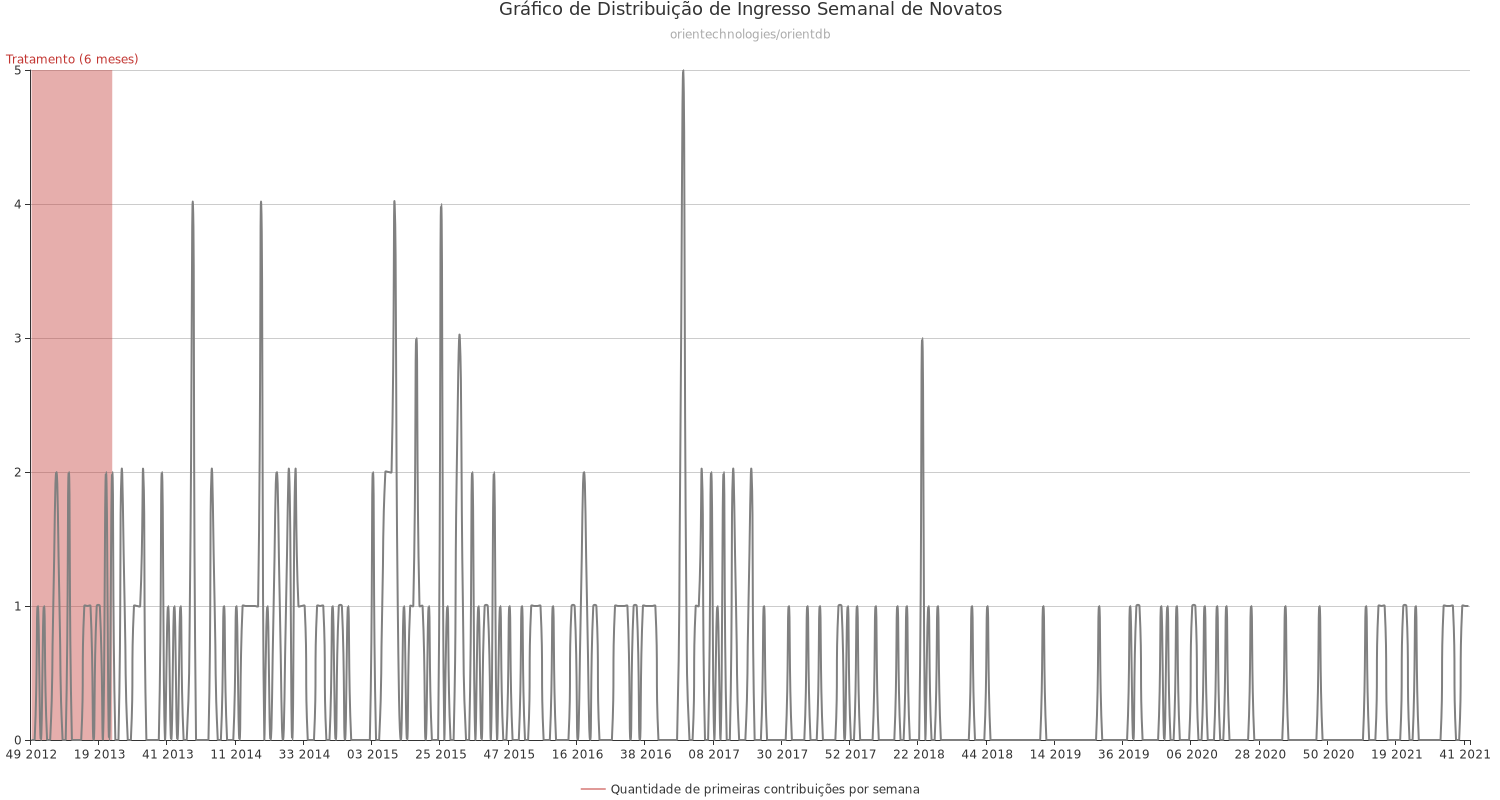 Gráfico de Distribuição de Ingresso Semanal de Novatos
orientechnologies/orientdb
Tratamento (6 meses)
5
4
3
2
1
0
49 2012 19 2013 41 2013 11 2014 33 2014 03 2015 25 2015 47 2015 16 2016 38 2016 08 2017 30 2017 52 2017 22 2018 44 2018 14 2019 36 2019 06 2020 28 2020 50 2020 19 2021 41 2021
Quantidade de primeiras contribuições por semana